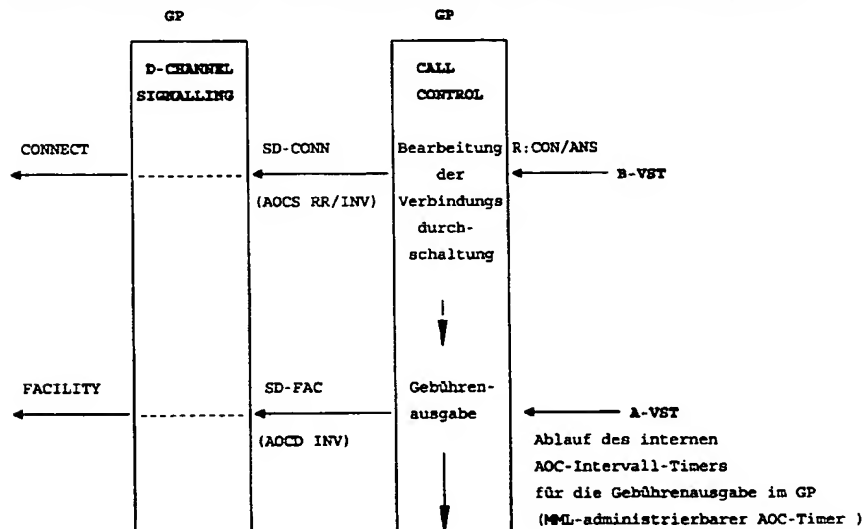 GP GP
D-CHANNEL CALL
SIGNALLING CONTROL
CONNECT SD-CONN Bearbeitung R:CON/ANS
der B-VST
(AOCS RR/INV) Verbindungs
durch-
schaltung
FACILITY SD-FAC Gebühren-
ausgabe A-VST
(AOCD INV) Ablauf des internen
AOC-Intervall-Timers
für die Gebührenausgabe im GP
(MML-administrierbarer AOC-Timer )